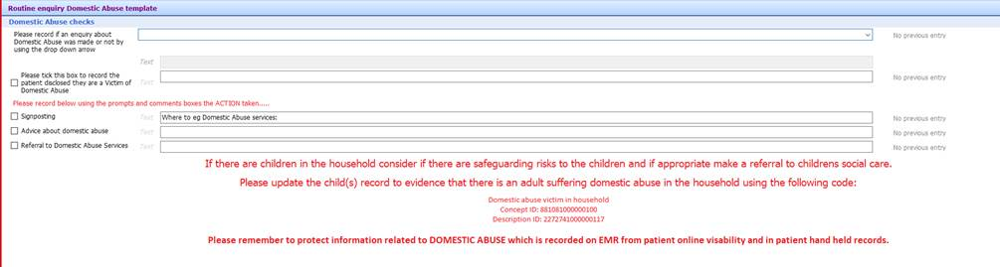 Routine enquiry Domestic Abuse template
Domestic Abuse checks
Please record if an enquiry about
Domestic Abuse was made or not by
using the drop down arrow
No previous entry
Text
Please tick this box to record the
patient disclosed they are a Victim of
Domestic Abuse
Text
No previous entry
Please record below using the prompts and comments boxes the ACTION taken.....
Signposting Text Where to eg Domestic Abuse services: No previous entry
Advice about domestic abuse Text No previous entry
Referral to Domestic Abuse Services Text No previous entry
If there are children in the household consider if there are safeguarding risks to the children and if appropriate make a referral to childrens social care.
Please update the child(s) record to evidence that there is an adult suffering domestic abuse in the household using the following code:
Domestic abuse victim in household
Concept ID: 881081000000100
Description ID: 2272741000000117
Please remember to protect information related to DOMESTIC ABUSE which is recorded on EMR from patient online visability and in patient hand held records.